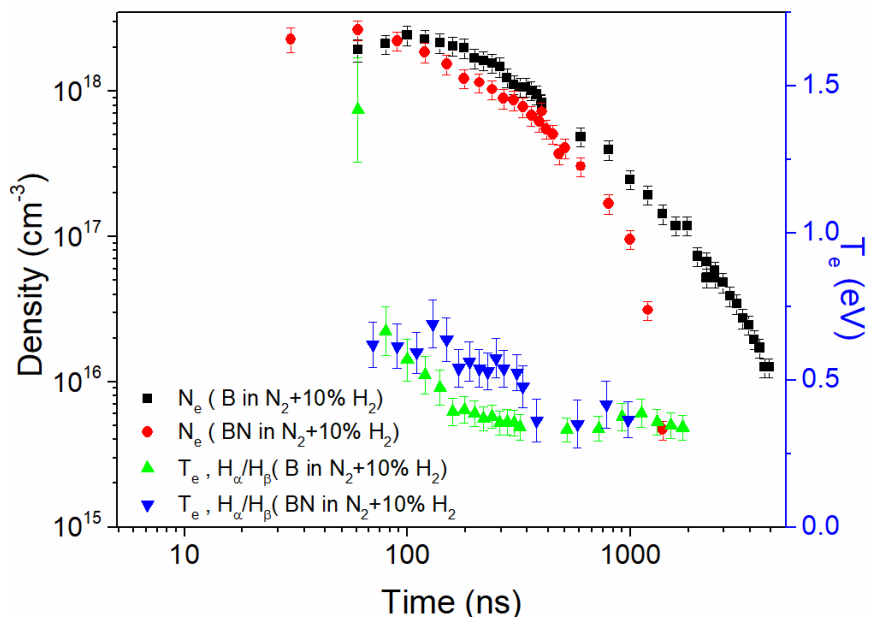 10¹⁸
10¹⁷
10¹⁶
10¹⁵
Density (cm⁻³)
1.5
1.0
0.5
0.0
Tₑ (eV)
Nₑ ( B in N₂+10% H₂)
Nₑ ( BN in N₂+10% H₂)
Tₑ , Hα/Hβ( B in N₂+10% H₂)
Tₑ , Hα/Hβ( BN in N₂+10% H₂
10
100
1000
Time (ns)